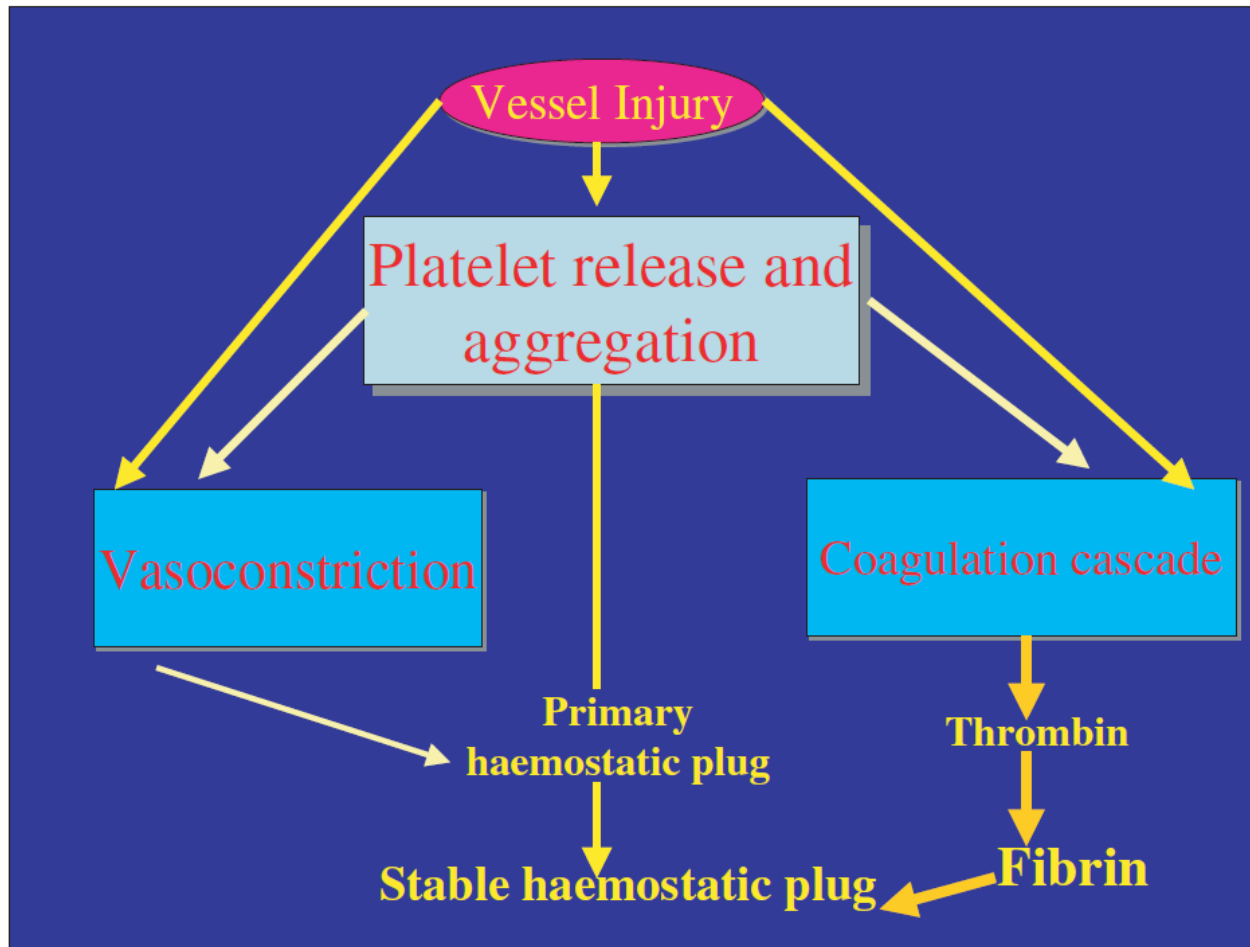 Vessel Injury
Platelet release and
aggregation
Vasoconstriction
Coagulation cascade
Primary
haemostatic plug
Thrombin
Stable haemostatic plug
Fibrin